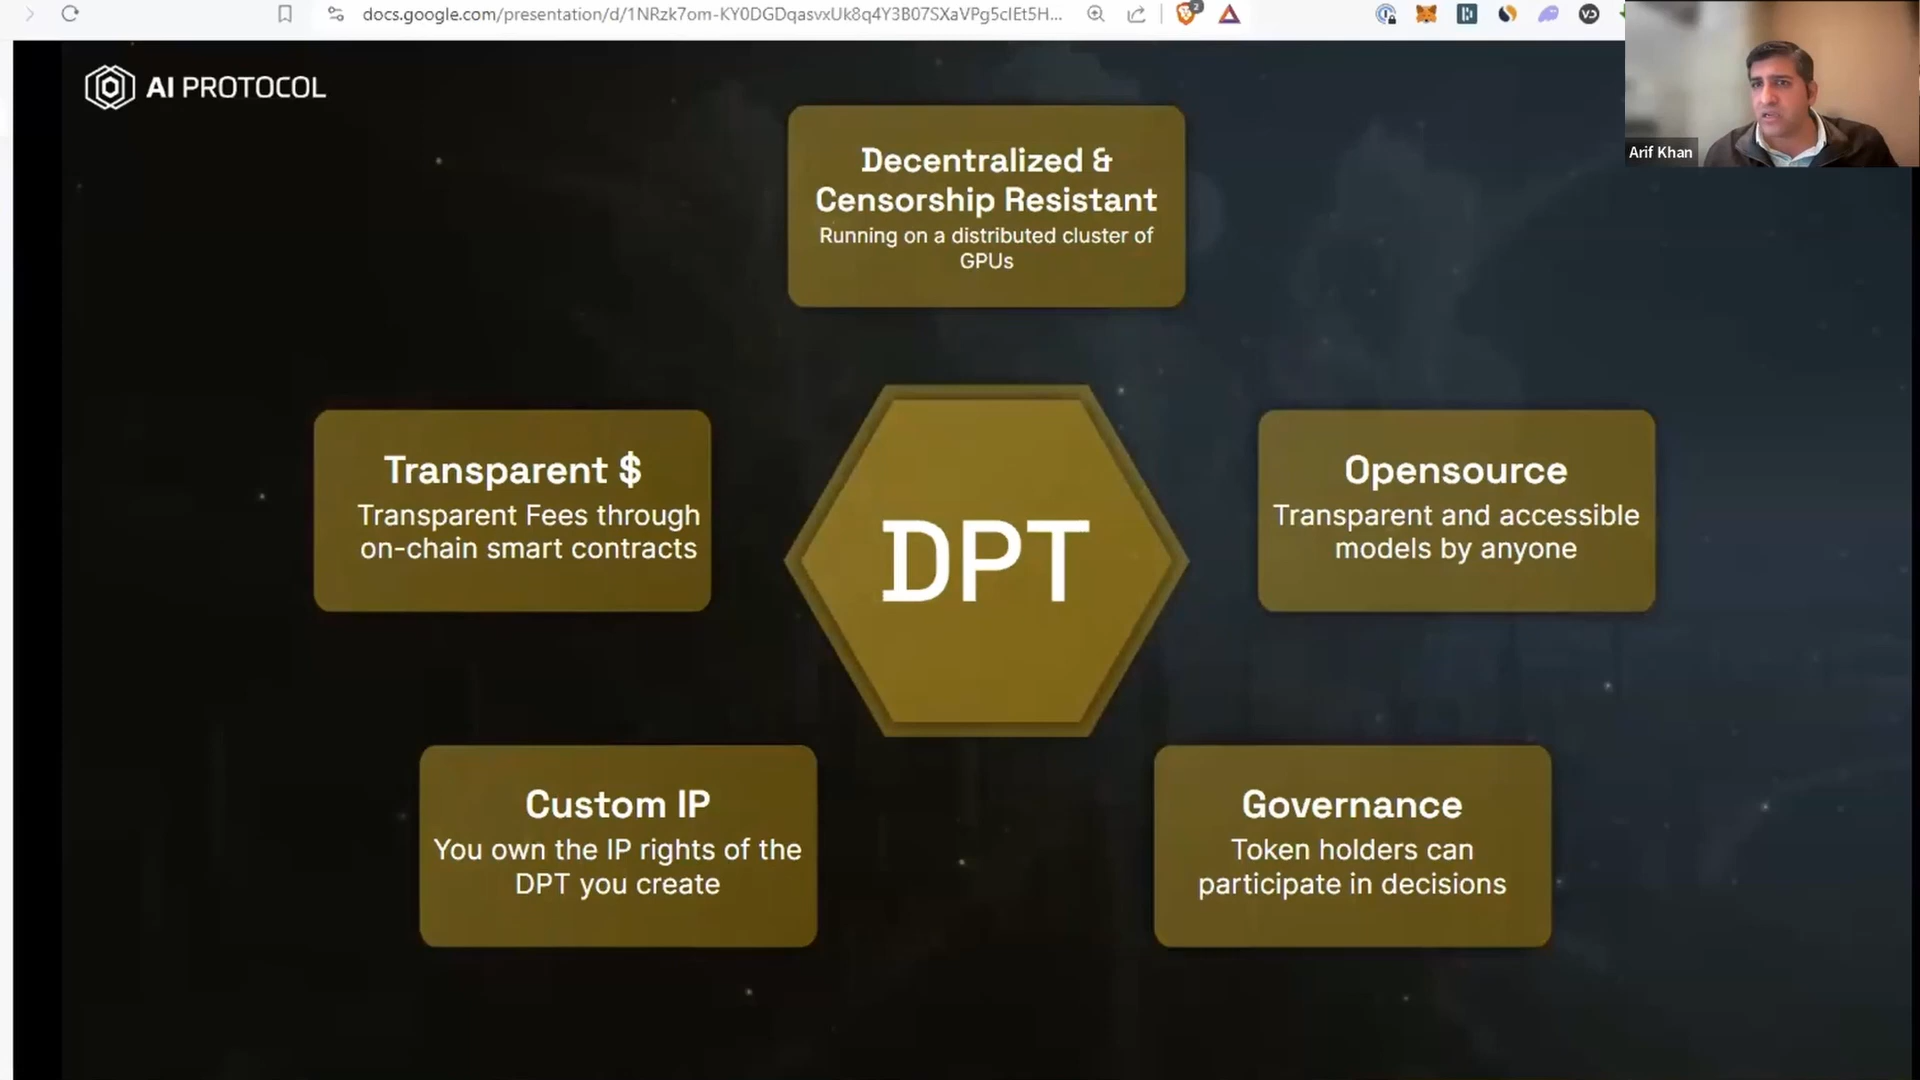 docs.google.com/presentation/d/1NRzk7om-KY0DGDqasvxUk8q4Y3B07SXaVPg5cIEt5H...
2
Arif Khan
AI PROTOCOL
Decentralized &
Censorship Resistant
Running on a distributed cluster of
GPUs
Transparent $
Transparent Fees through
on-chain smart contracts
DPT
Opensource
Transparent and accessible
models by anyone
Custom IP
You own the IP rights of the
DPT you create
Governance
Token holders can
participate in decisions